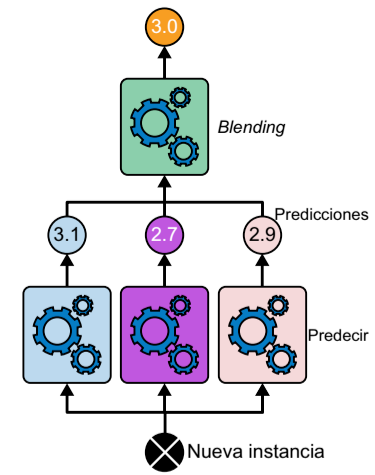 3.0
Blending
Predicciones
3.1
2.7
2.9
Predecir
Nueva instancia